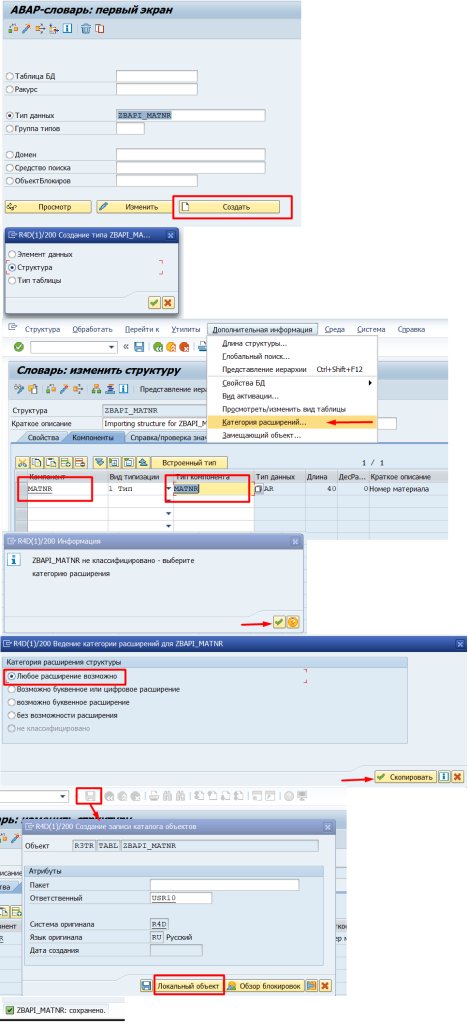 ABAP-словарь: первый экран
Таблица БД
Ракурс
Тип данных ZBAPI_MATNR
Группа типов
Домен
Средство поиска
ОбъектБлокиров
Просмотр Изменить Создать
R4D(1)/200 Создание типа ZBAPI_MA...
Элемент данных
Структура
Тип таблицы
Структура Обработать Перейти к Утилиты Дополнительная информация Среда Система Справка
Длина структуры...
Глобальный поиск...
Словарь: изменить структуру
Представление иерархии Ctrl+Shift+F12
Свойства БД
Представление иерар
Вид активации...
Просмотреть/изменить вид таблицы
Структура ZBAPI_MATNR
Категория расширений...
Краткое описание Importing structure for ZBAPI_M
Замещающий объект...
Свойства Компоненты Справка/проверка знач
Встроенный тип 1 / 1
Компонент Вид типизации Тип компонента Тип данных Длина ДесРа... Краткое описание
MATNR 1 Тип MATNR AR 40 0 Номер материала
R4D(1)/200 Информация
ZBAPI_MATNR не классифицировано - выберите
категорию расширения
R4D(1)/200 Ведение категории расширений для ZBAPI_MATNR
Категория расширения структуры
Любое расширение возможно
Возможно буквенное или цифровое расширение
возможно буквенное расширение
без возможности расширения
не классифицировано
Скопировать
R4D(1)/200 Создание записи каталога объектов
Объект R3TR TABL ZBAPI_MATNR
Атрибуты
Пакет
Ответственный USR10
Система оригинала R4D
Язык оригинала RU Русский
Дата создания
Локальный объект Обзор блокировок
ZBAPI_MATNR: сохранено.